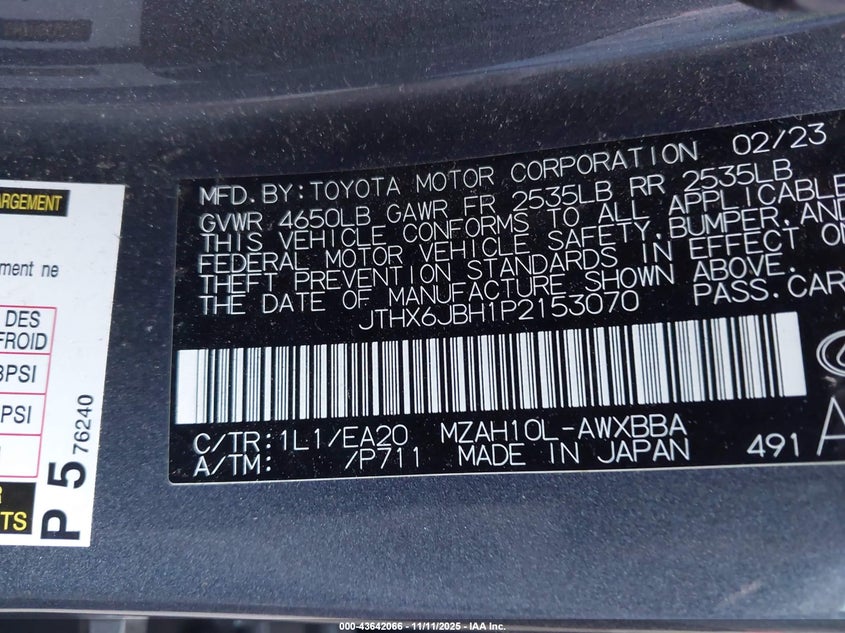 ARGEMENT
ment ne
DES
FROID
PSI
PSI
TS
P 5 76240
02/23
MFD.BY:TOYOTA MOTOR CORPORATION
GVWR 4650LB GAWR FR 2535LB RR 2535LB
THIS VEHICLE CONFORMS TO ALL APPLICABLE
FEDERAL MOTOR VEHICLE SAFETY,BUMPER,AND
THEFT PREVENTION STANDARDS IN EFFECT ON
THE DATE OF MANUFACTURE SHOWN ABOVE.
JTHX6JBH1P2153070 PASS.CAR
C/TR:1L1/EA20 MZAH10L-AWXBBA
A/TM: /P711 MADE IN JAPAN 491
A
000-43642066 - 11/11/2025 - IAA Inc.